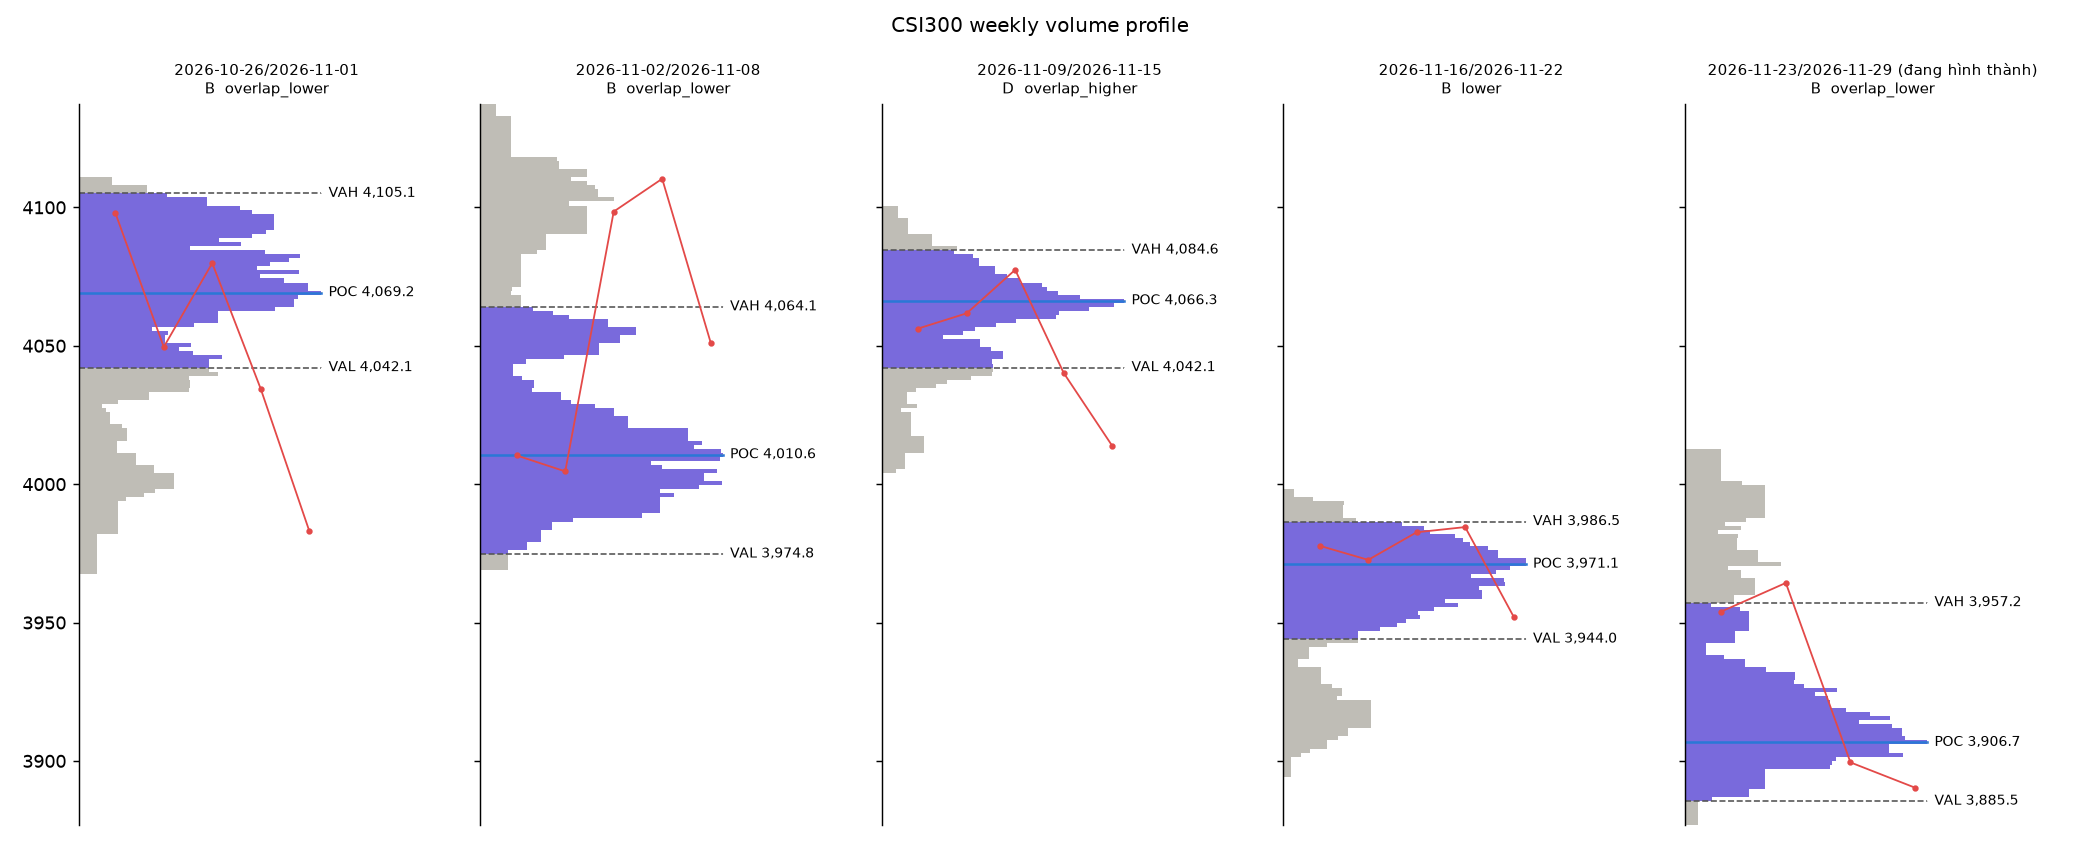 CSI300 weekly volume profile
2026-10-26/2026-11-01
B  overlap_lower
VAH 4,105.1
POC 4,069.2
VAL 4,042.1
4100
4050
4000
3950
3900
2026-11-02/2026-11-08
B  overlap_lower
VAH 4,064.1
POC 4,010.6
VAL 3,974.8
2026-11-09/2026-11-15
D  overlap_higher
VAH 4,084.6
POC 4,066.3
VAL 4,042.1
2026-11-16/2026-11-22
B  lower
VAH 3,986.5
POC 3,971.1
VAL 3,944.0
2026-11-23/2026-11-29 (đang hình thành)
B  overlap_lower
VAH 3,957.2
POC 3,906.7
VAL 3,885.5